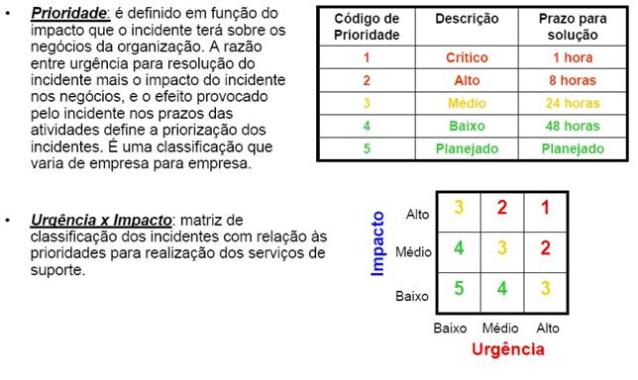 • Prioridade: é definido em função do
impacto que o incidente terá sobre os
negócios da organização. A razão
entre urgência para resolução do
incidente mais o impacto do incidente
nos negócios, e o efeito provocado
pelo incidente nos prazos das
atividades define a priorização dos
incidentes. É uma classificação que
varia de empresa para empresa.
Código de Prioridade Descrição Prazo para solução
1 Crítico 1 hora
2 Alto 8 horas
3 Médio 24 horas
4 Baixo 48 horas
5 Planejado Planejado
• Urgência x Impacto: matriz de
classificação dos incidentes com relação às
prioridades para realização dos serviços de
suporte.
Impacto
Alto 3 2 1
Médio 4 3 2
Baixo 5 4 3
Baixo Médio Alto
Urgência